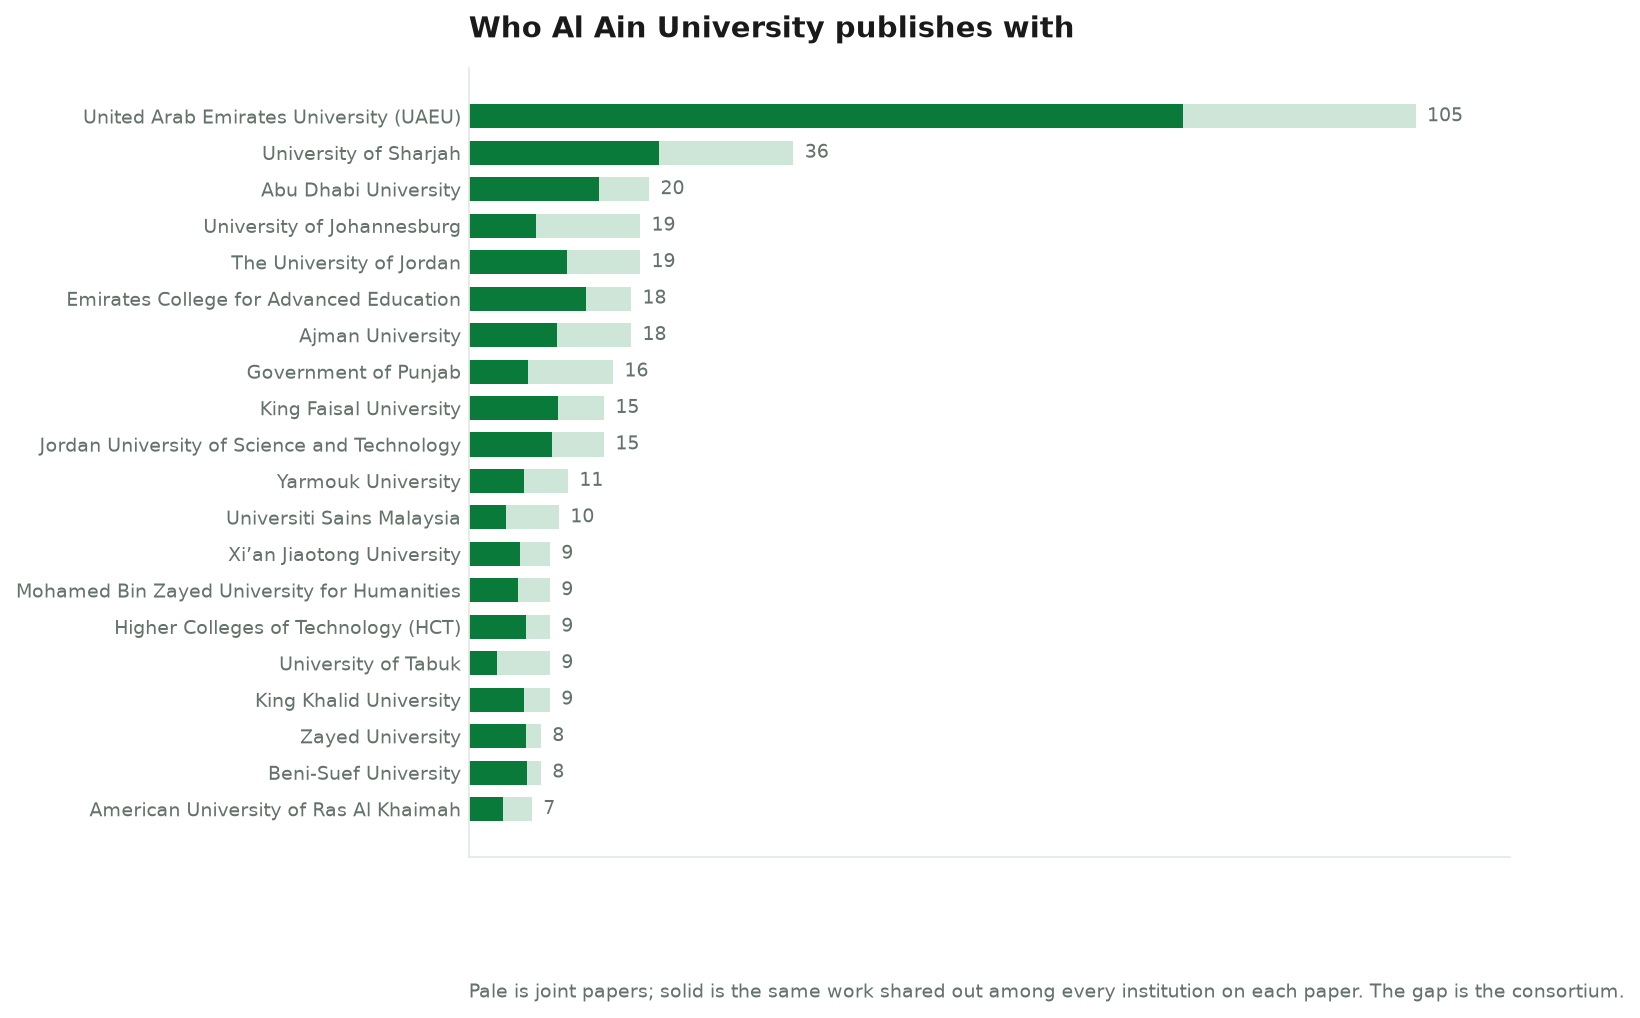 Who Al Ain University publishes with
United Arab Emirates University (UAEU) 105
University of Sharjah 36
Abu Dhabi University 20
University of Johannesburg 19
The University of Jordan 19
Emirates College for Advanced Education 18
Ajman University 18
Government of Punjab 16
King Faisal University 15
Jordan University of Science and Technology 15
Yarmouk University 11
Universiti Sains Malaysia 10
Xi’an Jiaotong University 9
Mohamed Bin Zayed University for Humanities 9
Higher Colleges of Technology (HCT) 9
University of Tabuk 9
King Khalid University 9
Zayed University 8
Beni-Suef University 8
American University of Ras Al Khaimah 7
Pale is joint papers; solid is the same work shared out among every institution on each paper. The gap is the consortium.